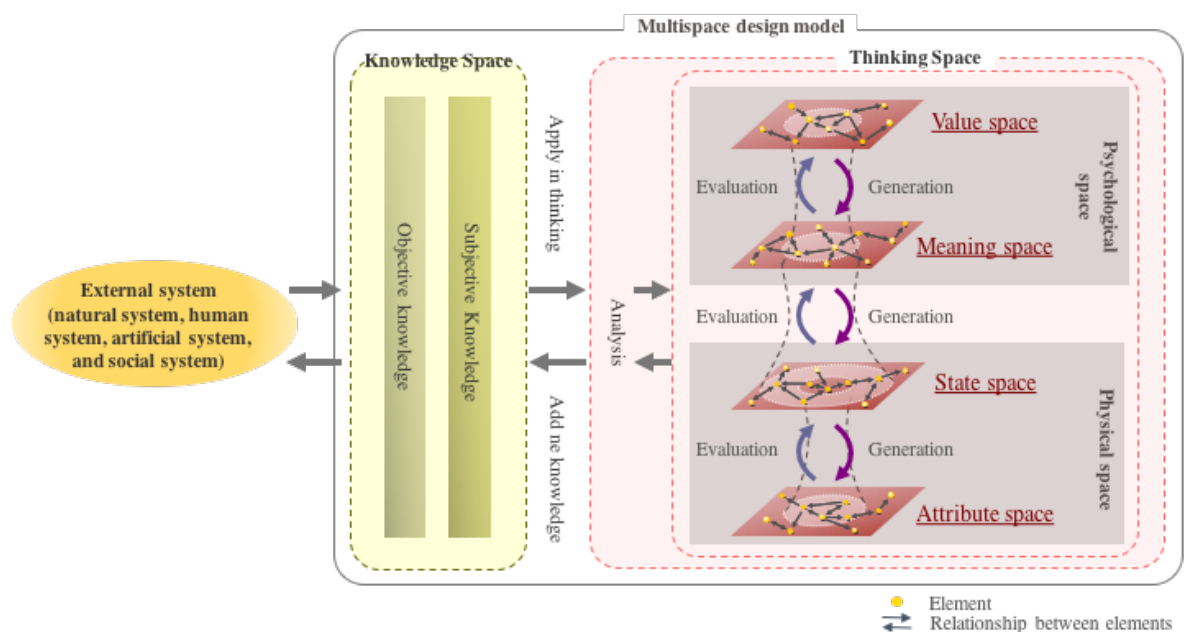 Multispace design model
Knowledge Space
Thinking Space
External system
(natural system, human
system, artificial system,
and social system)
Objective knowledge
Subjective Knowledge
Apply in thinking
Add ne knowledge
Analysis
Value space
Evaluation
Generation
Meaning space
Psychological
space
Evaluation
Generation
State space
Evaluation
Generation
Attribute space
Physical space
Element
Relationship between elements